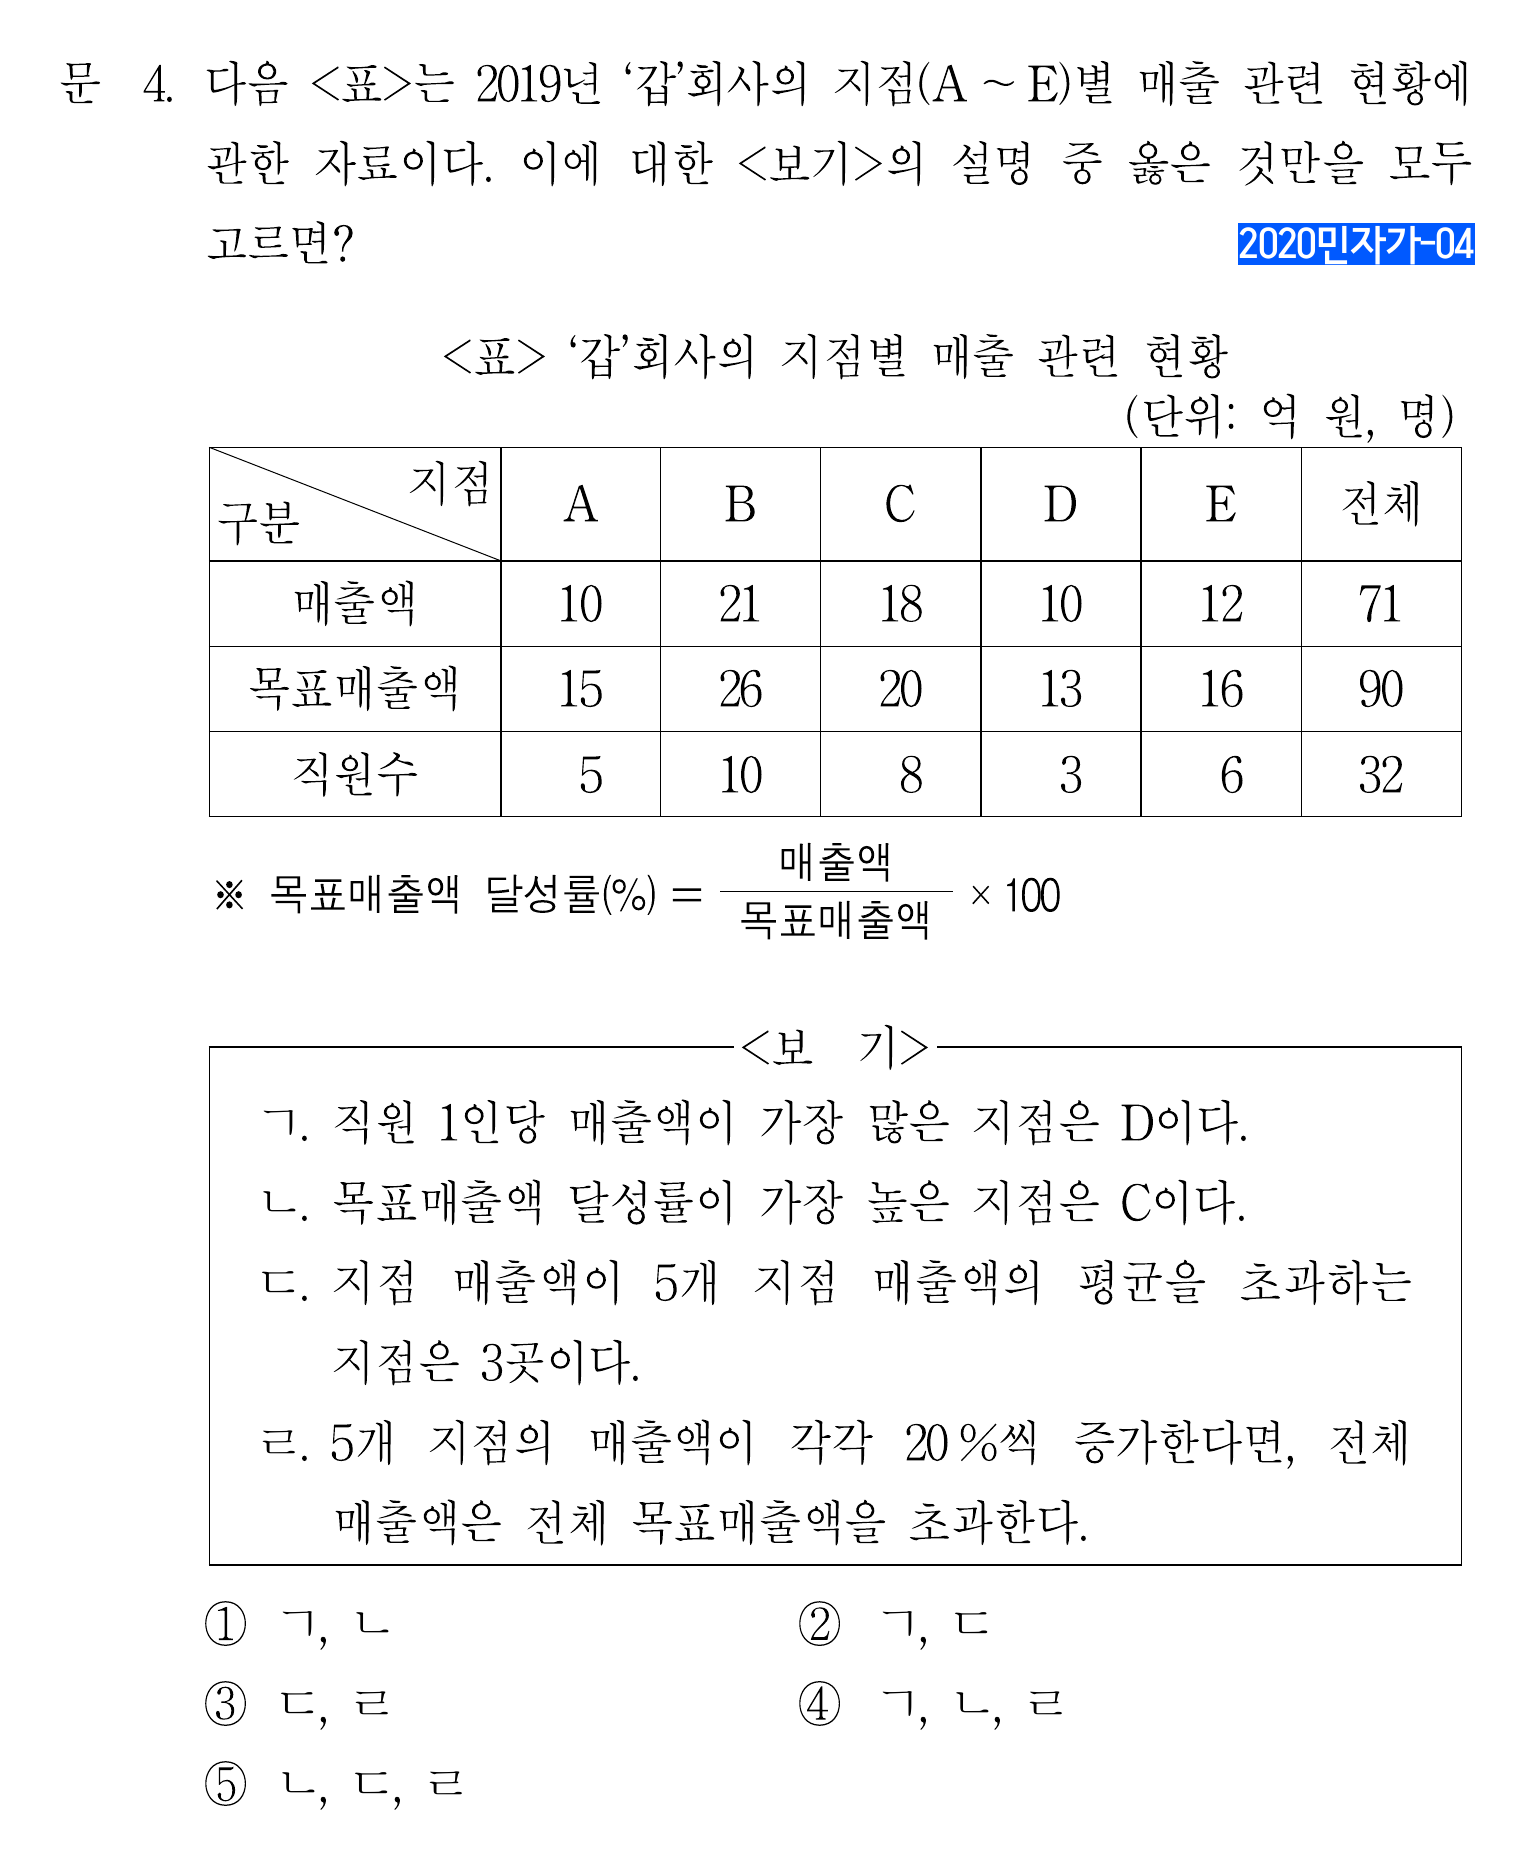 문 4. 다음 <표>는 2019년 ‘갑’회사의 지점(A ~ E)별 매출 관련 현황에
관한 자료이다. 이에 대한 <보기>의 설명 중 옳은 것만을 모두
고르면?
2020민자가-04
<표> ‘갑’회사의 지점별 매출 관련 현황
(단위: 억 원, 명)
구분 지점 A B C D E 전체
매출액 10 21 18 10 12 71
목표매출액 15 26 20 13 16 90
직원수 5 10 8 3 6 32
※ 목표매출액 달성률(%) = 매출액 / 목표매출액 × 100
<보 기>
ㄱ. 직원 1인당 매출액이 가장 많은 지점은 D이다.
ㄴ. 목표매출액 달성률이 가장 높은 지점은 C이다.
ㄷ. 지점 매출액이 5개 지점 매출액의 평균을 초과하는
지점은 3곳이다.
ㄹ. 5개 지점의 매출액이 각각 20 %씩 증가한다면, 전체
매출액은 전체 목표매출액을 초과한다.
① ㄱ, ㄴ ② ㄱ, ㄷ
③ ㄷ, ㄹ ④ ㄱ, ㄴ, ㄹ
⑤ ㄴ, ㄷ, ㄹ